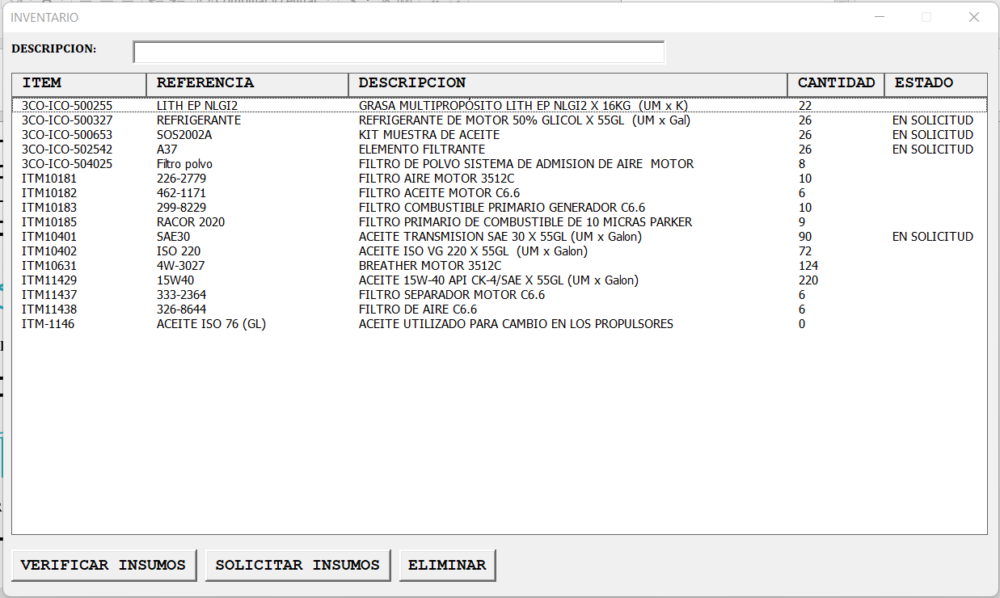 INVENTARIO
DESCRIPCION:
ITEM REFERENCIA DESCRIPCION CANTIDAD ESTADO
3CO-ICO-500255 LITH EP NLGI2 GRASA MULTIPROPÓSITO LITH EP NLGI2 X 16KG (UM x K) 22
3CO-ICO-500327 REFRIGERANTE REFRIGERANTE DE MOTOR 50% GLICOL X 55GL (UM x Gal) 26 EN SOLICITUD
3CO-ICO-500653 SOS2002A KIT MUESTRA DE ACEITE 26 EN SOLICITUD
3CO-ICO-502542 A37 ELEMENTO FILTRANTE 26 EN SOLICITUD
3CO-ICO-504025 Filtro polvo FILTRO DE POLVO SISTEMA DE ADMISION DE AIRE MOTOR 8
ITM10181 226-2779 FILTRO AIRE MOTOR 3512C 10
ITM10182 462-1171 FILTRO ACEITE MOTOR C6.6 6
ITM10183 299-8229 FILTRO COMBUSTIBLE PRIMARIO GENERADOR C6.6 10
ITM10185 RACOR 2020 FILTRO PRIMARIO DE COMBUSTIBLE DE 10 MICRAS PARKER 9
ITM10401 SAE30 ACEITE TRANSMISION SAE 30 X 55GL (UM x Galon) 90 EN SOLICITUD
ITM10402 ISO 220 ACEITE ISO VG 220 X 55GL (UM x Galon) 72
ITM10631 4W-3027 BREATHER MOTOR 3512C 124
ITM11429 15W40 ACEITE 15W-40 API CK-4/SAE X 55GL (UM x Galon) 220
ITM11437 333-2364 FILTRO SEPARADOR MOTOR C6.6 6
ITM11438 326-8644 FILTRO DE AIRE C6.6 6
ITM-1146 ACEITE ISO 76 (GL) ACEITE UTILIZADO PARA CAMBIO EN LOS PROPULSORES 0
VERIFICAR INSUMOS SOLICITAR INSUMOS ELIMINAR